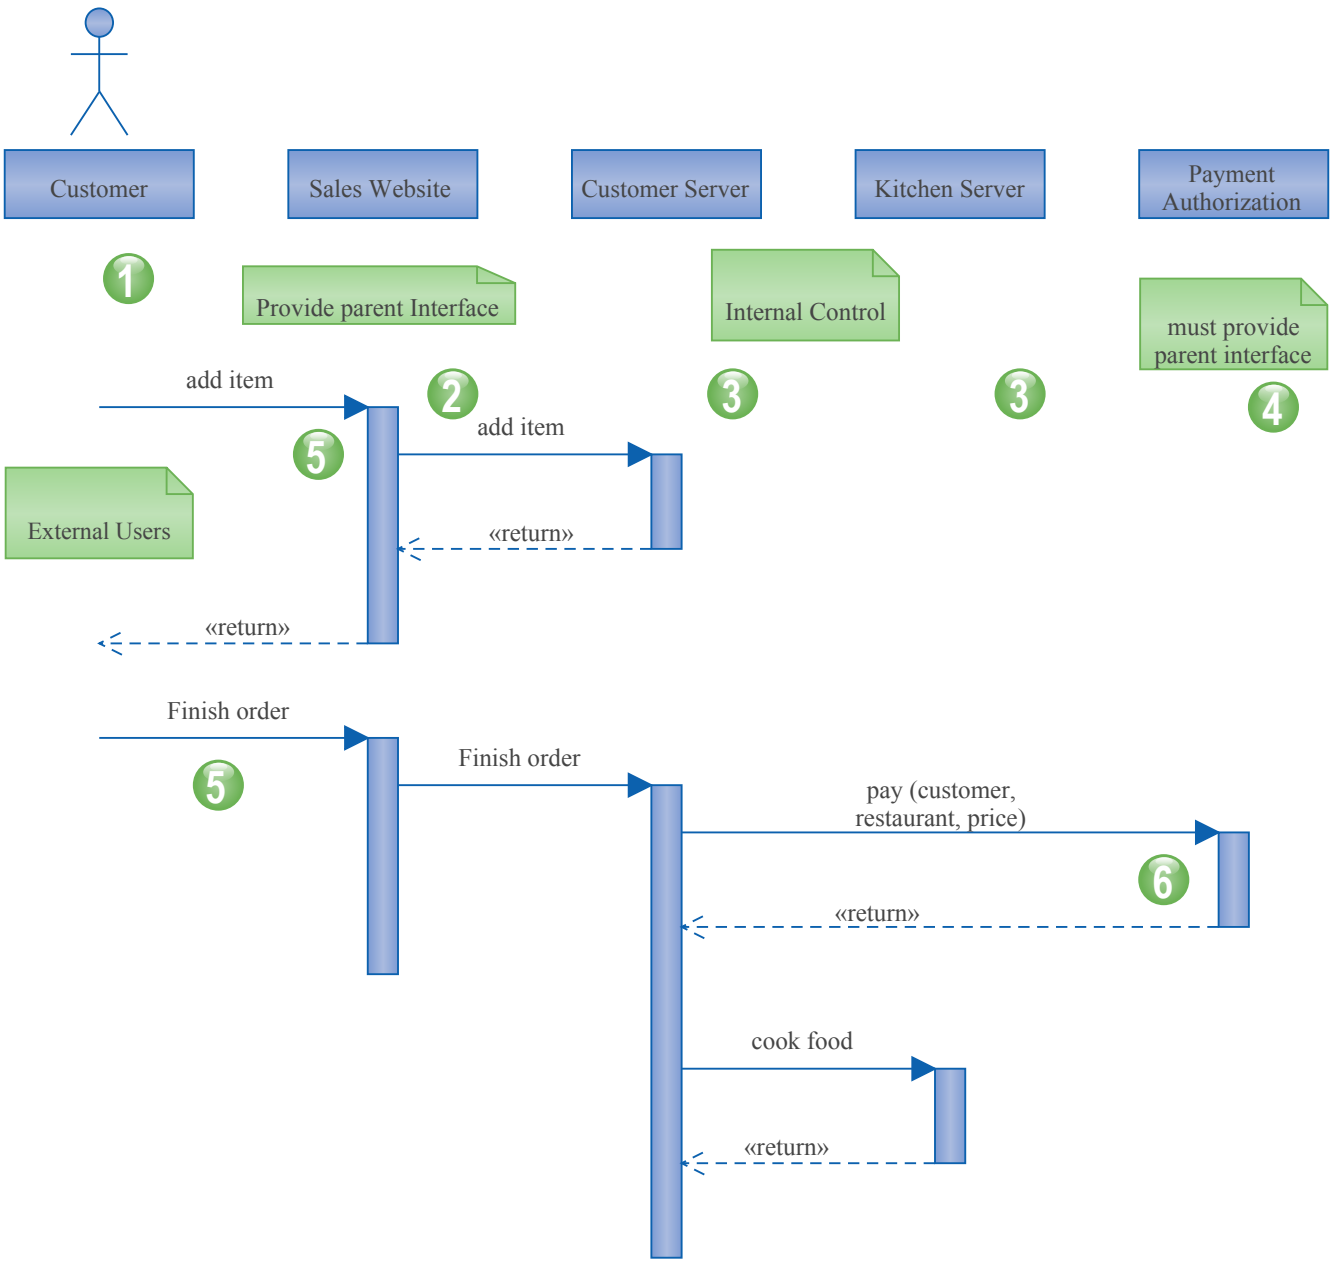 Customer
Sales Website
Customer Server
Kitchen Server
Payment
Authorization
1
Provide parent Interface
Internal Control
must provide
parent interface
add item
2
3
3
4
add item
5
External Users
«return»
«return»
Finish order
Finish order
5
pay (customer,
restaurant, price)
6
«return»
cook food
«return»